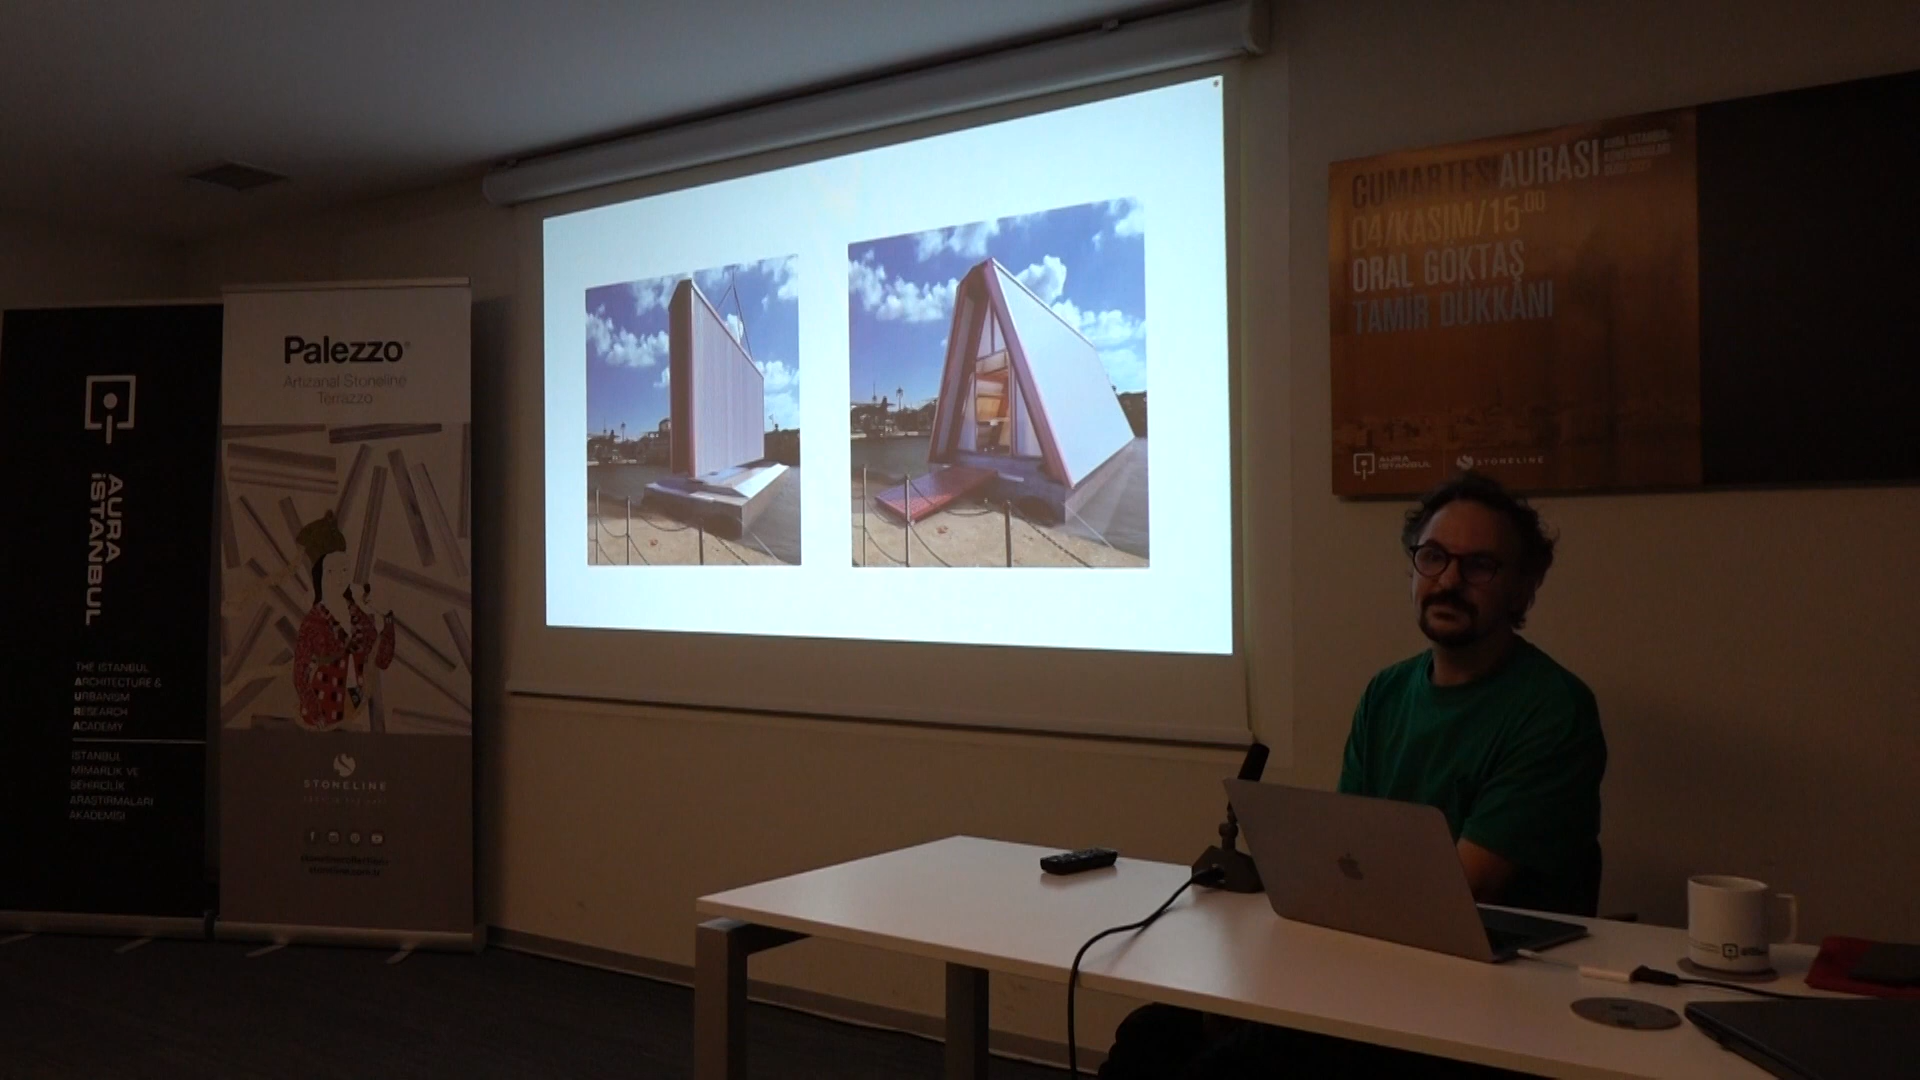 AURA
İSTANBUL
THE ISTANBUL
ARCHITECTURE &
URBANISM
RESEARCH
ACADEMY
İSTANBUL
MİMARLIK VE
ŞEHİRCİLİK
ARAŞTIRMALARI
AKADEMİSİ
Palezzo®
Artizanal Stoneline
Terrazzo
STONELINE
CUMARTESİ AURASI
04/KASIM/15.00
ORAL GÖKTAŞ
TAMİR DÜKKÂNI
AURA
İSTANBUL
STONELINE